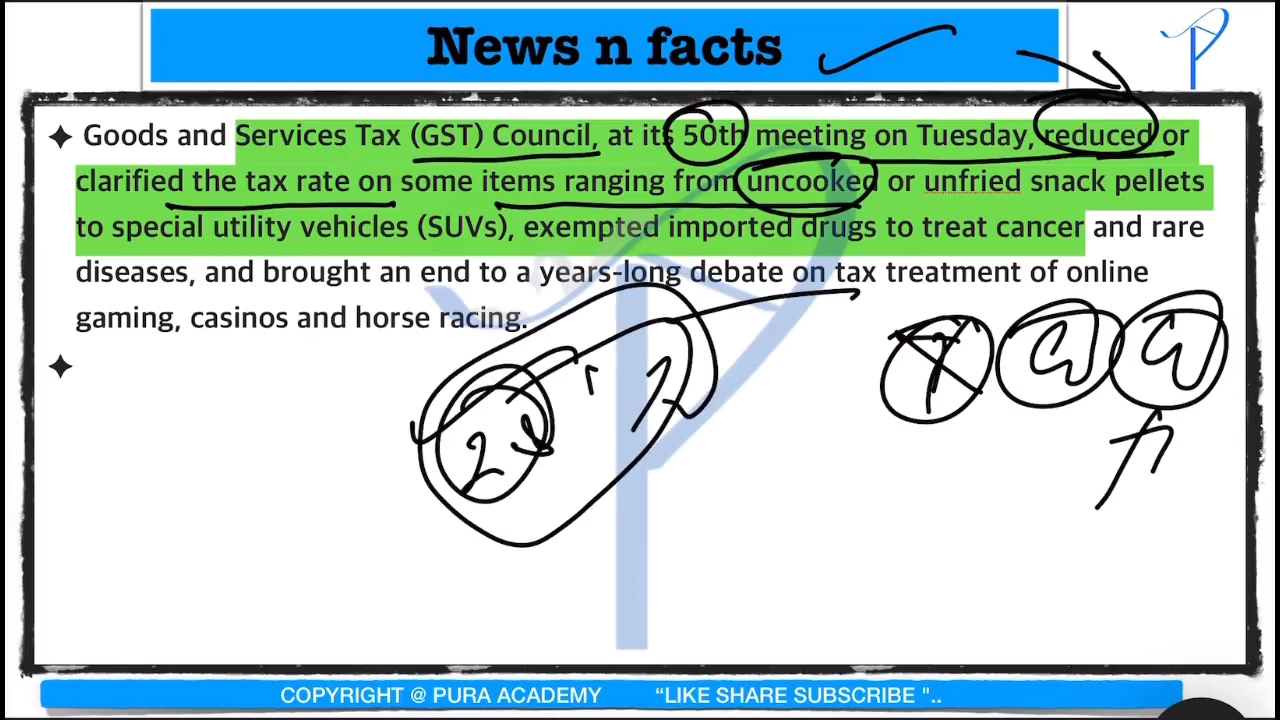 News n facts
Goods and Services Tax (GST) Council, at its 50th meeting on Tuesday, reduced or
clarified the tax rate on some items ranging from uncooked or unfried snack pellets
to special utility vehicles (SUVs), exempted imported drugs to treat cancer and rare
diseases, and brought an end to a years-long debate on tax treatment of online
gaming, casinos and horse racing.
COPYRIGHT @ PURA ACADEMY “LIKE SHARE SUBSCRIBE "..